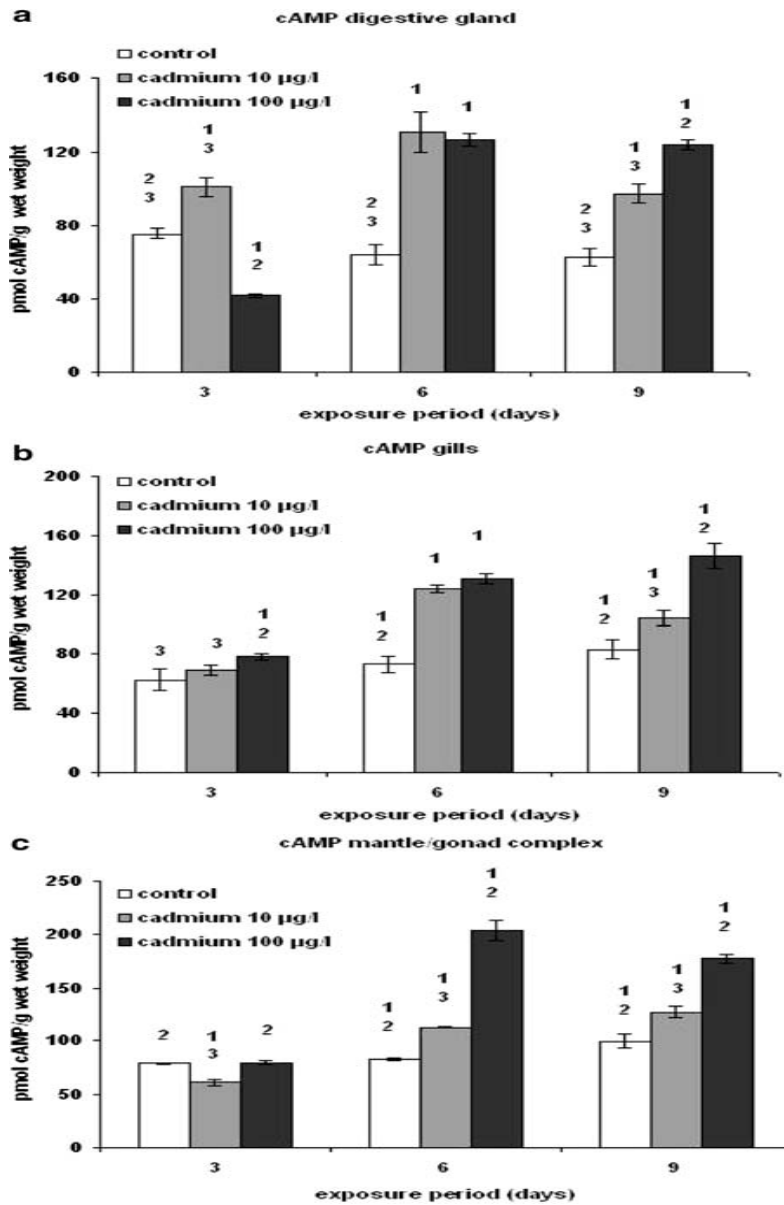 a
cAMP digestive gland
control
cadmium 10 µg/l
cadmium 100 µg/l
pmol cAMP/g wet weight
160
120
80
40
0
2
3
1
3
1
2
2
3
1
1
2
3
1
3
1
2
3 6 9
exposure period (days)
b
cAMP gills
control
cadmium 10 µg/l
cadmium 100 µg/l
pmol cAMP/g wet weight
200
160
120
80
40
0
3
3
1
2
1
2
1
1
1
2
1
3
1
2
3 6 9
exposure period (days)
c
cAMP mantle/gonad complex
control
cadmium 10 µg/l
cadmium 100 µg/l
pmol cAMP/g wet weight
250
200
150
100
50
0
2
1
3
2
1
2
1
3
1
2
1
2
1
3
1
2
3 6 9
exposure period (days)